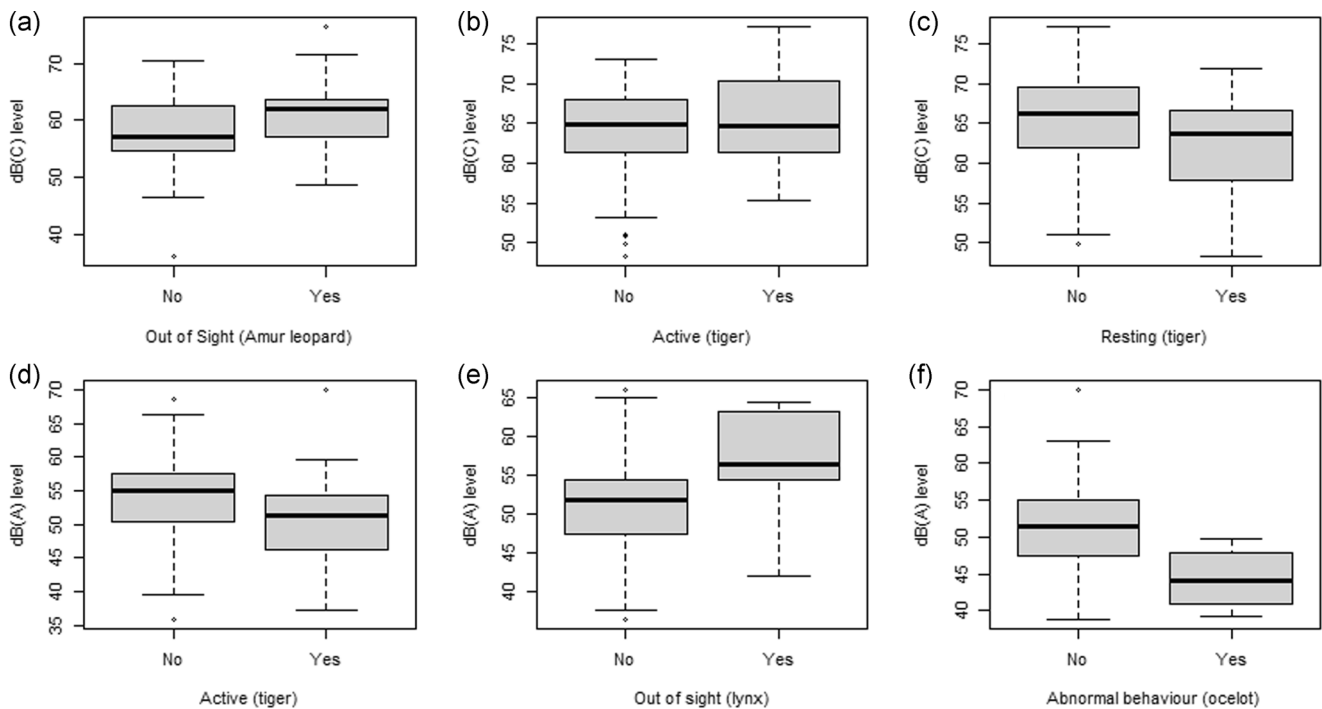 (a)
dB(C) level
70
60
50
40
No
Yes
Out of Sight (Amur leopard)
(b)
dB(C) level
75
70
65
60
55
50
No
Yes
Active (tiger)
(c)
dB(C) level
75
70
65
60
55
50
No
Yes
Resting (tiger)
(d)
dB(A) level
70
65
60
55
50
45
40
35
No
Yes
Active (tiger)
(e)
dB(A) level
65
60
55
50
45
40
No
Yes
Out of sight (lynx)
(f)
dB(A) level
70
65
60
55
50
45
40
No
Yes
Abnormal behaviour (ocelot)